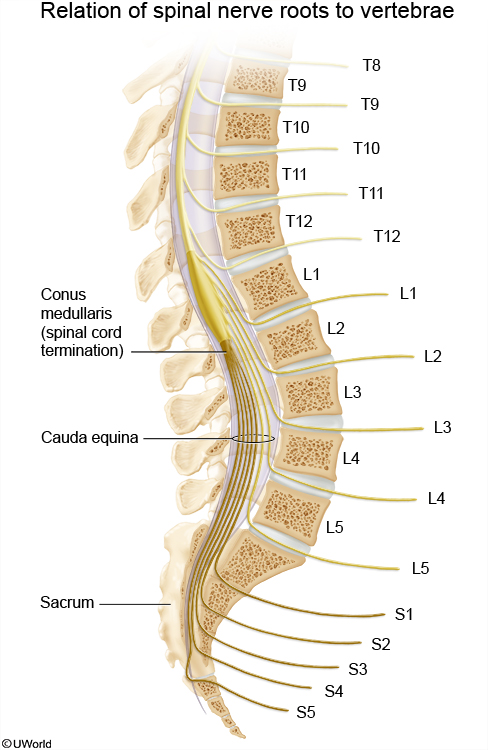 Relation of spinal nerve roots to vertebrae
T8
T9
T9
T10
T10
T11
T11
T12
T12
L1
L1
Conus
medullaris
(spinal cord
termination)
L2
L2
L3
L3
Cauda equina
L4
L4
L5
L5
Sacrum
S1
S2
S3
S4
S5
© UWorld